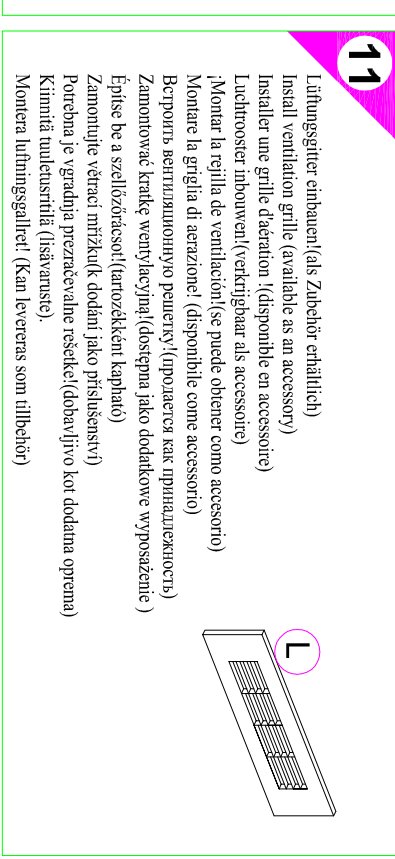 11
Lüftungsgitter einbauen!(als Zubehör erhältlich)
Install ventilation grille (available as an accessory)
Installer une grille d'aération !(disponible en accessoire)
Luchtrooster inbouwen!(verkrijgbaar als accessoire)
¡Montar la rejilla de ventilación!(se puede obtener como accesorio)
Montare la griglia di aerazione! (disponibile come accessorio)
Встроить вентиляционную решетку!(продается как принадлежность)
Zamontować kratkę wentylacyjną!(dostępna jako dodatkowe wyposażenie )
Építse be a szellőzőrácsot!(tartozékként kapható)
Zamontujte větrací mřížku(k dodání jako příslušenství)
Potrebna je vgradnja prezračevalne rešetke!(dobavljivo kot dodatna oprema)
Kiinnitä tuuletusritilä (lisävaruste).
Montera luftningsgallret! (Kan levereras som tillbehör)
L